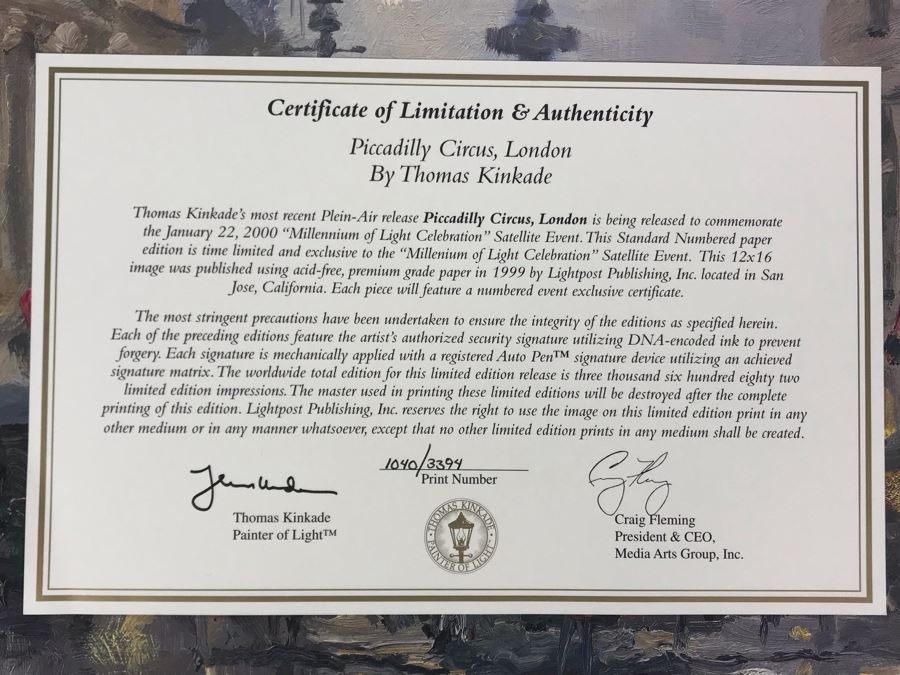 Certificate of Limitation & Authenticity
Piccadilly Circus, London
By Thomas Kinkade
Thomas Kinkade's most recent Plein-Air release Piccadilly Circus, London is being released to commemorate
the January 22, 2000 “Millennium of Light Celebration” Satellite Event. This Standard Numbered paper
edition is time limited and exclusive to the “Millenium of Light Celebration” Satellite Event. This 12x16
image was published using acid-free, premium grade paper in 1999 by Lightpost Publishing, Inc. located in San
Jose, California. Each piece will feature a numbered event exclusive certificate.
The most stringent precautions have been undertaken to ensure the integrity of the editions as specified herein.
Each of the preceding editions feature the artist's authorized security signature utilizing DNA-encoded ink to prevent
forgery. Each signature is mechanically applied with a registered Auto Pen™ signature device utilizing an achieved
signature matrix. The worldwide total edition for this limited edition release is three thousand six hundred eighty two
limited edition impressions. The master used in printing these limited editions will be destroyed after the complete
printing of this edition. Lightpost Publishing, Inc. reserves the right to use the image on this limited edition print in any
other medium or in any manner whatsoever, except that no other limited edition prints in any medium shall be created.
1040/3394
Print Number
Thomas Kinkade
Painter of Light™
THOMAS KINKADE
PAINTER OF LIGHT
Craig Fleming
President & CEO,
Media Arts Group, Inc.